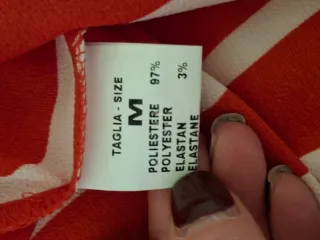 TAGLIA - SIZE
M
POLIESTERE 97%
POLYESTER
ELASTAN 3%
ELASTANE